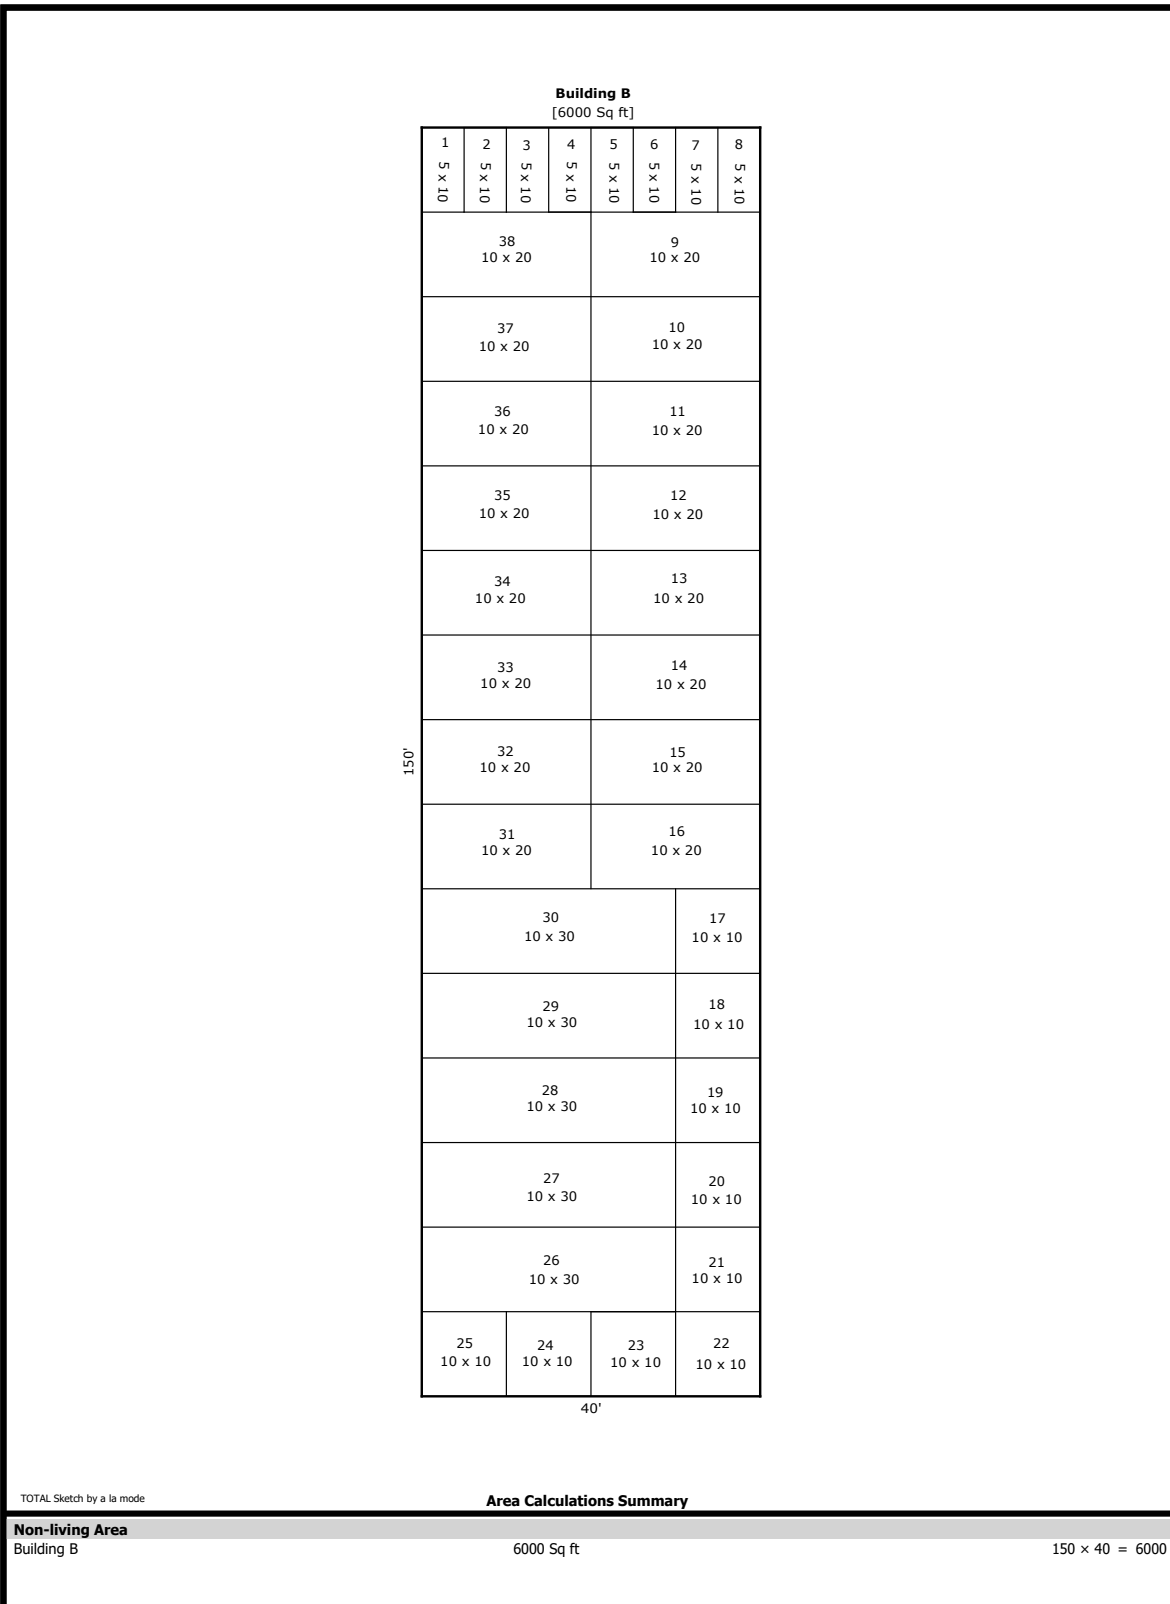 Building B
[6000 Sq ft]
1 2 3 4 5 6 7 8
5 x 10 5 x 10 5 x 10 5 x 10 5 x 10 5 x 10 5 x 10 5 x 10
38 9
10 x 20 10 x 20
37 10
10 x 20 10 x 20
36 11
10 x 20 10 x 20
35 12
10 x 20 10 x 20
34 13
10 x 20 10 x 20
33 14
10 x 20 10 x 20
150'
32 15
10 x 20 10 x 20
31 16
10 x 20 10 x 20
30 17
10 x 30 10 x 10
29 18
10 x 30 10 x 10
28 19
10 x 30 10 x 10
27 20
10 x 30 10 x 10
26 21
10 x 30 10 x 10
25 24 23 22
10 x 10 10 x 10 10 x 10 10 x 10
40'
TOTAL Sketch by a la mode
Area Calculations Summary
Non-living Area
Building B 6000 Sq ft 150 × 40 = 6000